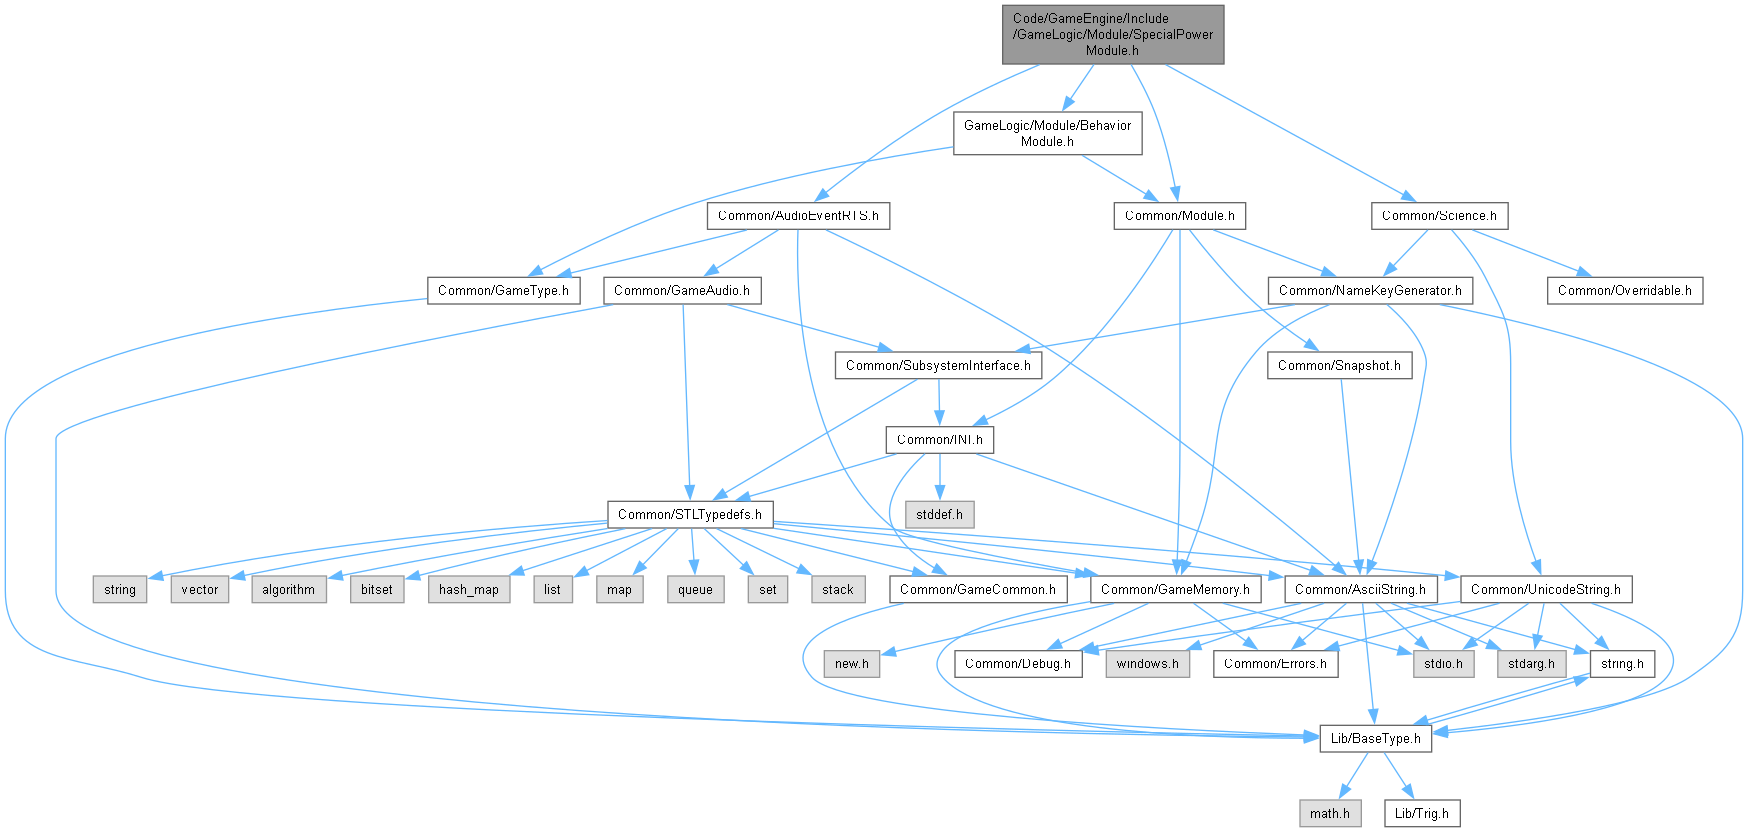 Code/GameEngine/Include
/GameLogic/Module/SpecialPower
Module.h
GameLogic/Module/Behavior
Module.h
Common/AudioEventRTS.h
Common/Module.h
Common/Science.h
Common/GameType.h
Common/GameAudio.h
Common/NameKeyGenerator.h
Common/Overridable.h
Common/SubsystemInterface.h
Common/Snapshot.h
Common/INI.h
Common/STLTypedefs.h
stddef.h
string
vector
algorithm
bitset
hash_map
list
map
queue
set
stack
Common/GameCommon.h
Common/GameMemory.h
Common/AsciiString.h
Common/UnicodeString.h
new.h
Common/Debug.h
windows.h
Common/Errors.h
stdio.h
stdarg.h
string.h
Lib/BaseType.h
math.h
Lib/Trig.h